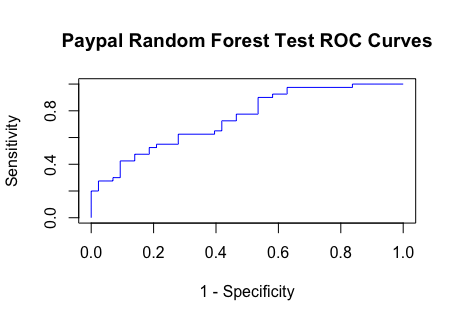 Paypal Random Forest Test ROC Curves
Sensitivity
0.8
0.4
0.0
0.0 0.2 0.4 0.6 0.8 1.0
1 - Specificity